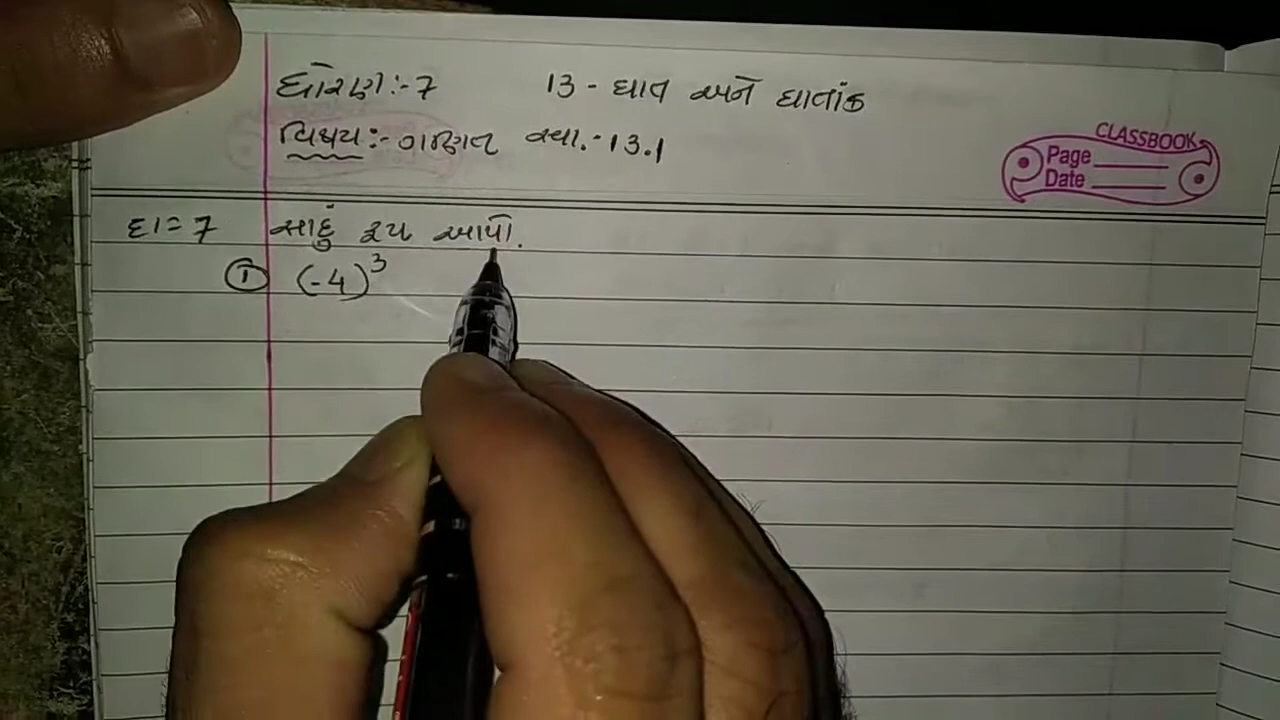 ધોરણ:-7 13 - ઘાત અને ઘાતાંક
વિષય:- ગણિત સ્વા.-13.1
CLASSBOOK
Page
Date
દા=7 સાદું રૂપ આપો.
① (-4)³